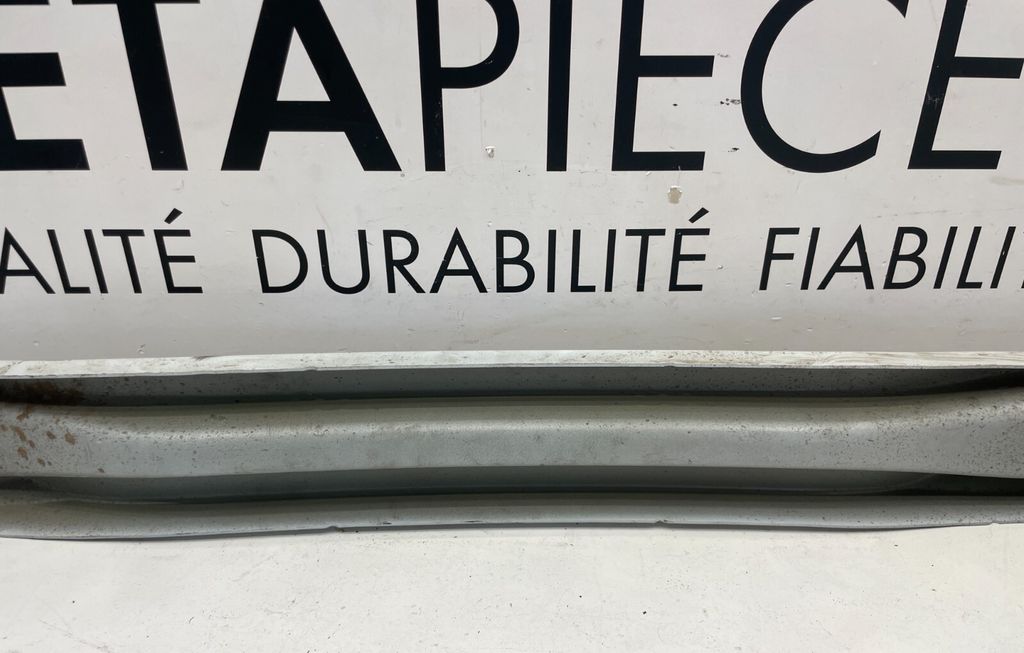 ETAPIECE
ALITÉ DURABILITÉ FIABILI